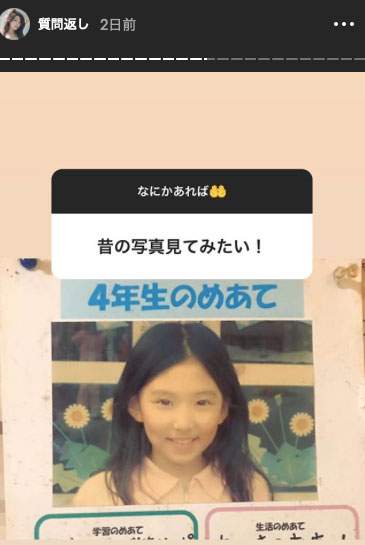 質問返し 2日前
なにかあれば🤲
昔の写真見てみたい！
4年生のめあて
学習のめあて
生活のめあて